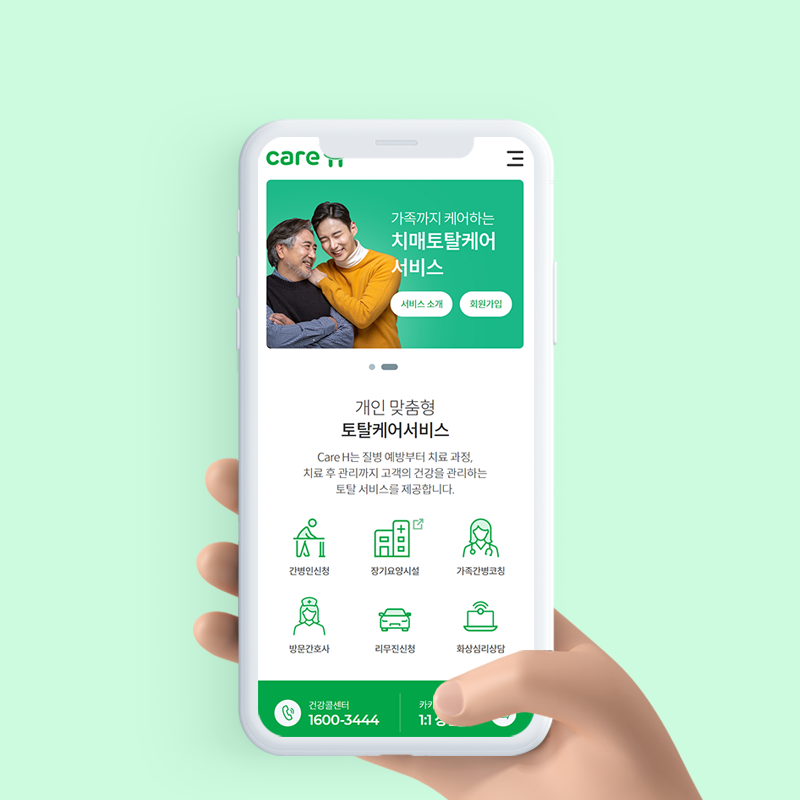 care H
가족까지 케어하는
치매토탈케어
서비스
서비스 소개 회원가입
개인 맞춤형
토탈케어서비스
Care H는 질병 예방부터 치료 과정,
치료 후 관리까지 고객의 건강을 관리하는
토탈 서비스를 제공합니다.
간병인신청 장기요양시설 가족간병코칭
방문간호사 리무진신청 화상심리상담
건강콜센터
1600-3444
1:1